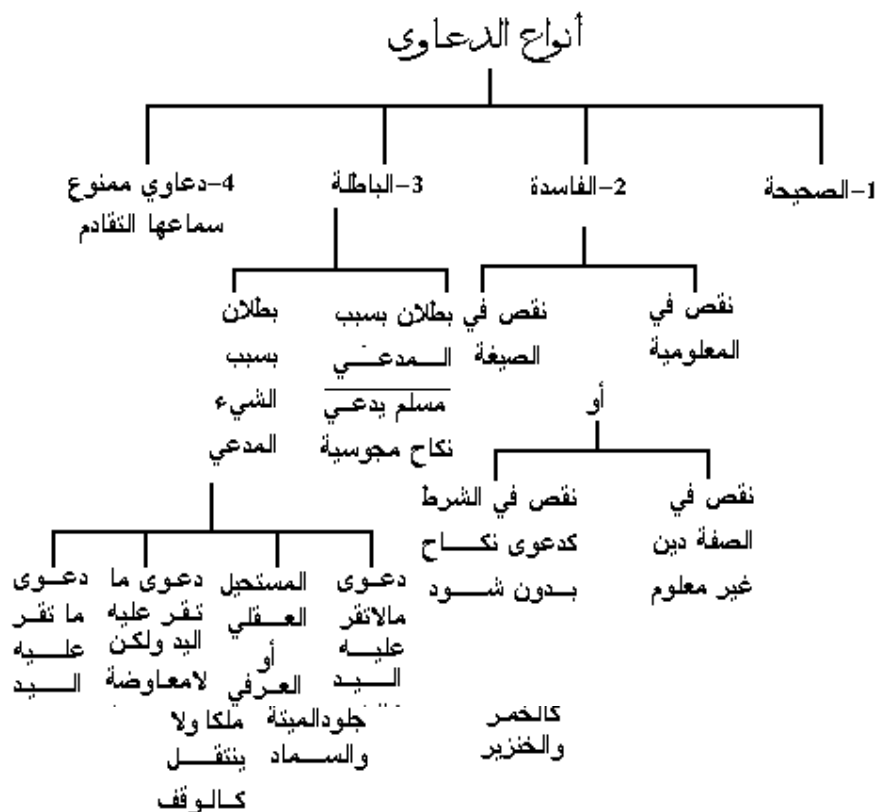 أنواع الدعاوى
1-الصحيحة
2-الفاسدة
3-الباطلة
4-دعاوي ممنوع
سماعها التقادم
نقص في
المعلومية
نقص في
الصيغة
أو
نقص في
الصفة دين
غير معلوم
نقص في الشرط
كدعوى نكاح
بدون شود
بطلان بسبب
المدعي
مسلم يدعي
نكاح مجوسية
بطلان
بسبب
الشيء
المدعي
دعوى
مالاتقر
عليه
اليد
المستحيل
العقلي
أو
العرفي
دعوى ما
تقر عليه
اليد ولكن
لامعاوضة
دعوى
ما تقر
عليه
اليد
كالخمر
والخنزير
جلودالميتة
والسماد
ملكا ولا
ينتقل
كالوقف